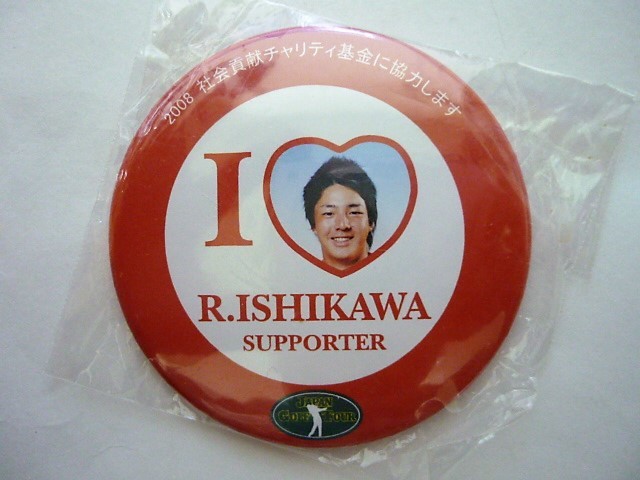 2008 社会貢献チャリティ基金に協力します
I
R.ISHIKAWA
SUPPORTER
JAPAN
GOLF TOUR